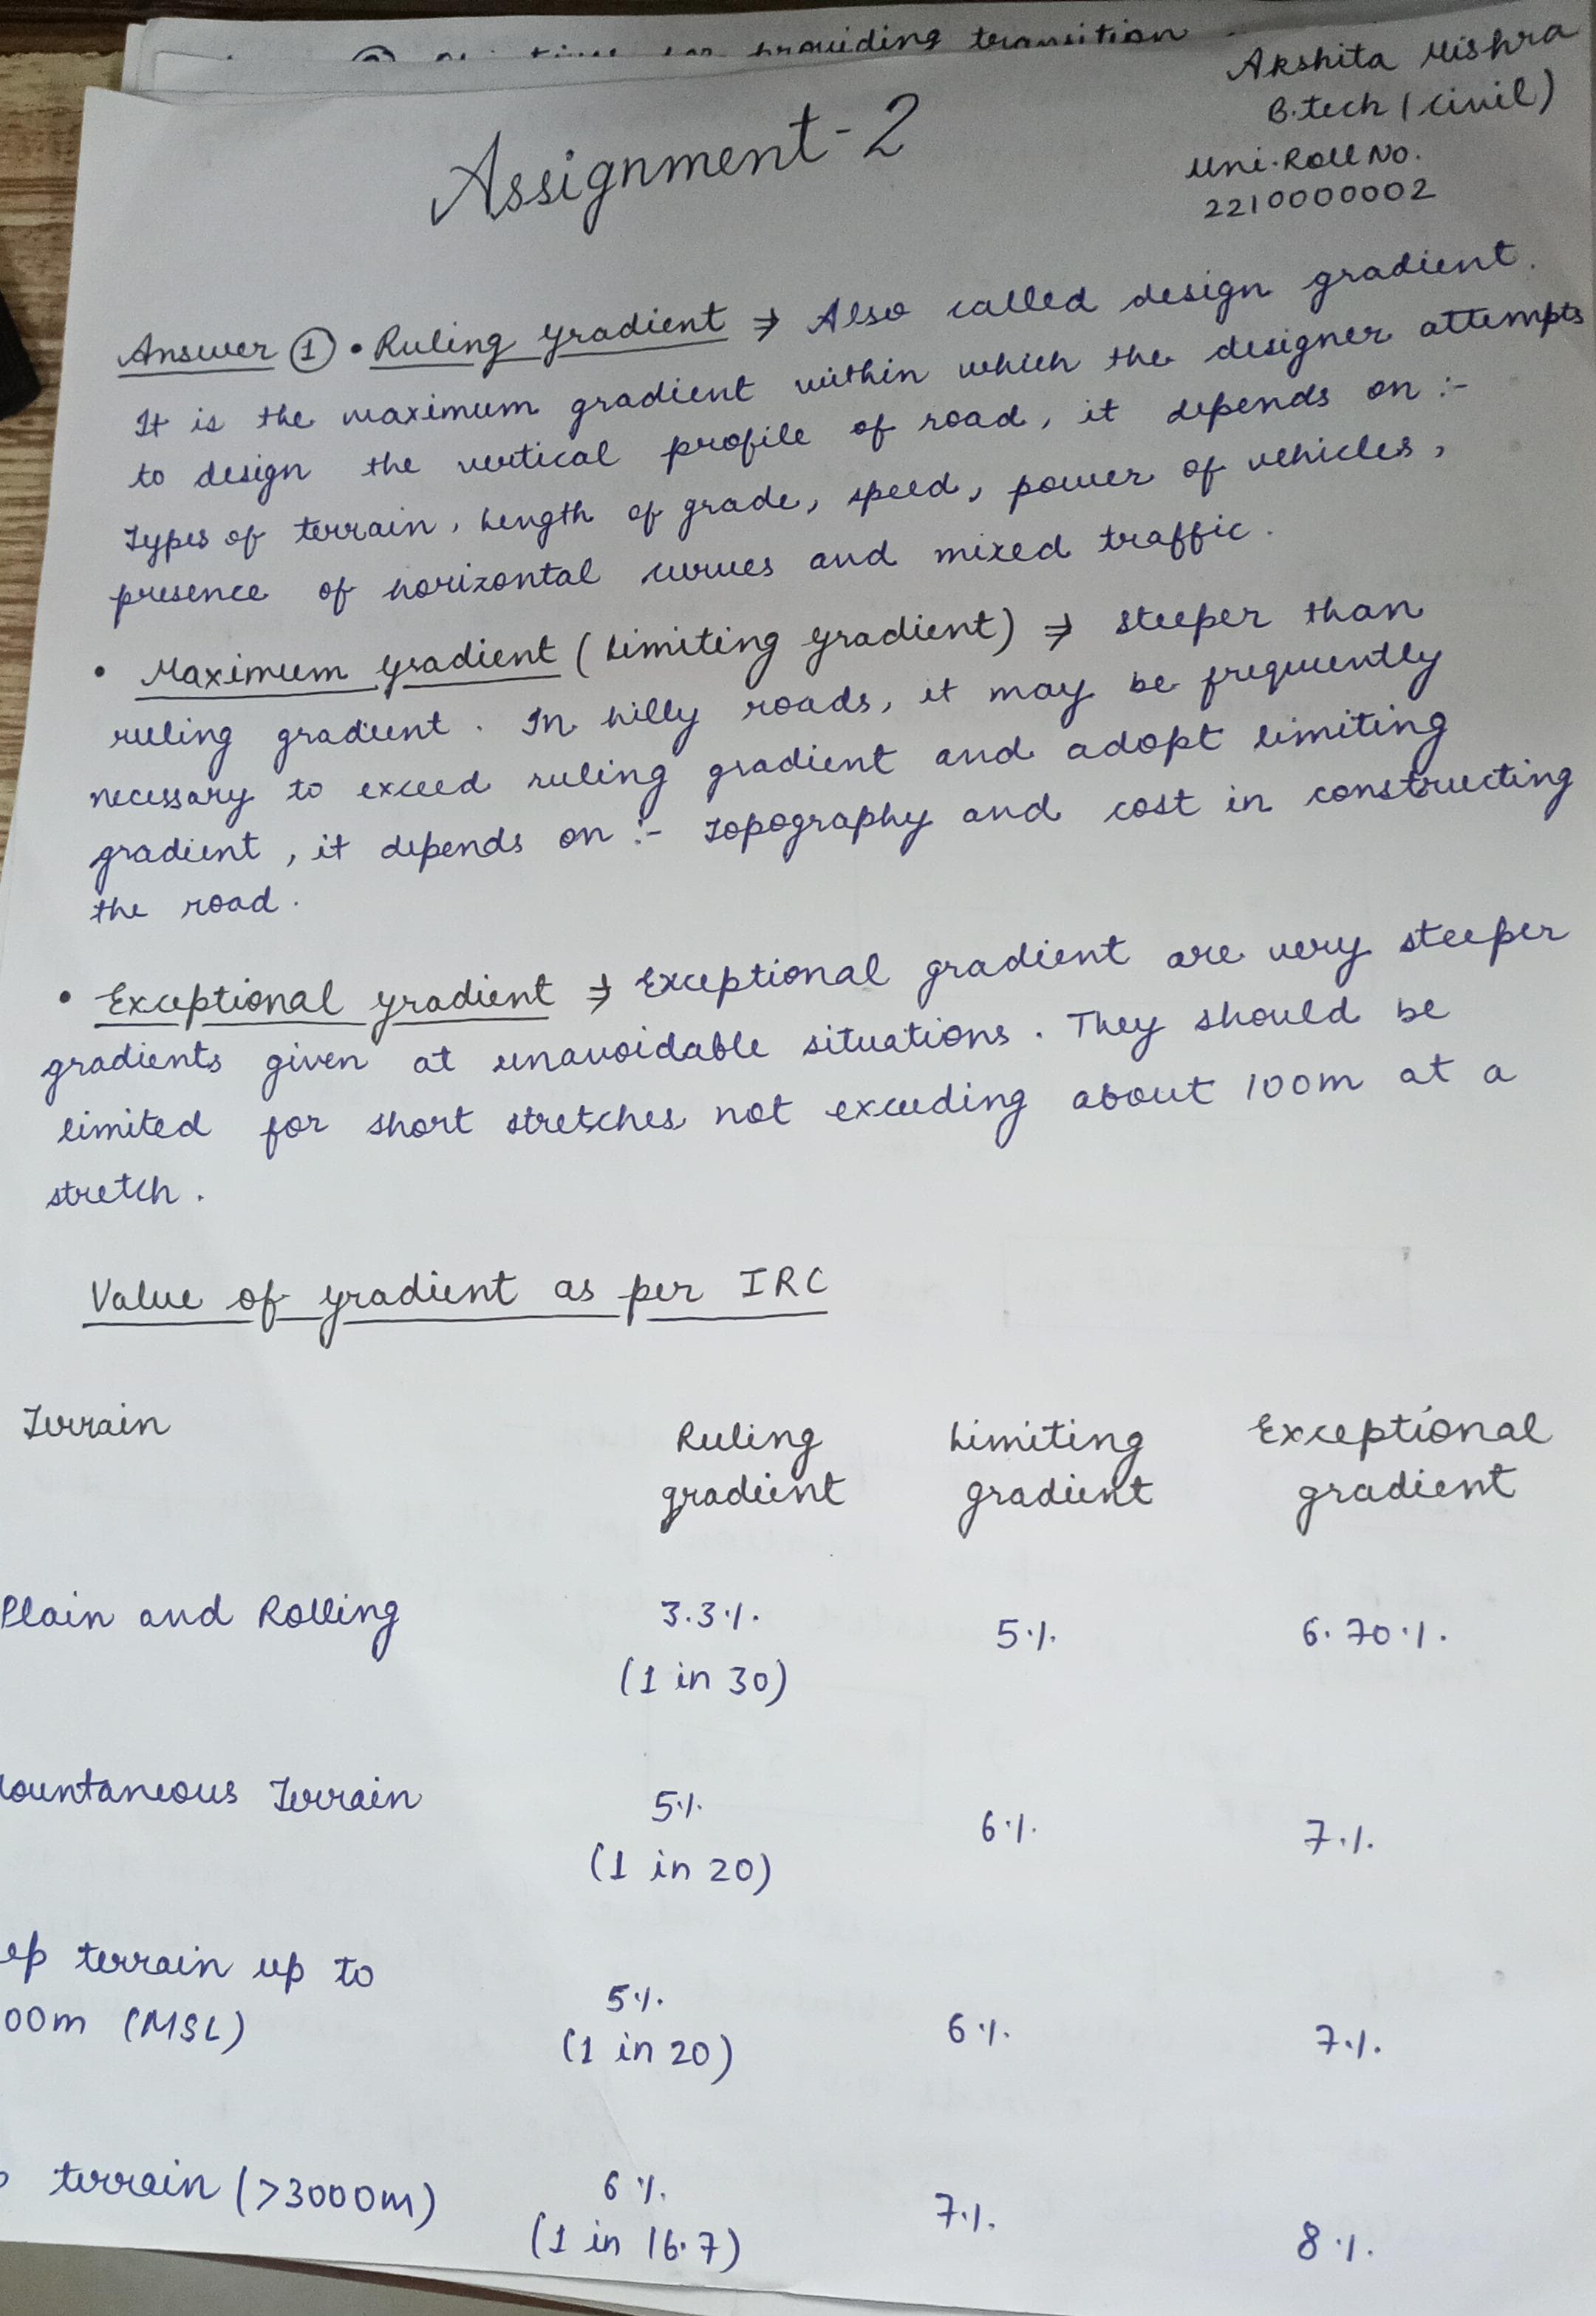 providing transition
Akshita Mishra
B.tech (civil)
Uni. Roll No.
2210000002
Assignment-2
Answer ① • Ruling gradient ⇒ Also called design gradient.
It is the maximum gradient within which the designer attempts
to design the vertical profile of road, it depends on :-
Types of terrain, Length of grade, speed, power of vehicles,
presence of horizontal curves and mixed traffic.
• Maximum gradient (Limiting gradient) ⇒ steeper than
ruling gradient. In hilly roads, it may be frequently
necessary to exceed ruling gradient and adopt limiting
gradient, it depends on :- Topography and cost in constructing
the road.
• Exceptional gradient ⇒ Exceptional gradient are very steeper
gradients given at unavoidable situations. They should be
limited for short stretches not exceeding about 100m at a
stretch.
Value of gradient as per IRC
Terrain Ruling gradient Limiting gradient Exceptional gradient
Plain and Rolling 3.3% (1 in 30) 5% 6.70%
ountaneous Terrain 5% (1 in 20) 6% 7%
ep terrain up to
00m (MSL) 5% (1 in 20) 6% 7%
terrain (>3000m) 6% (1 in 16.7) 7% 8%